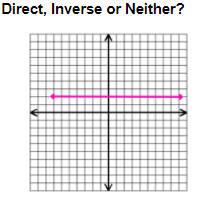 Direct, Inverse or Neither?